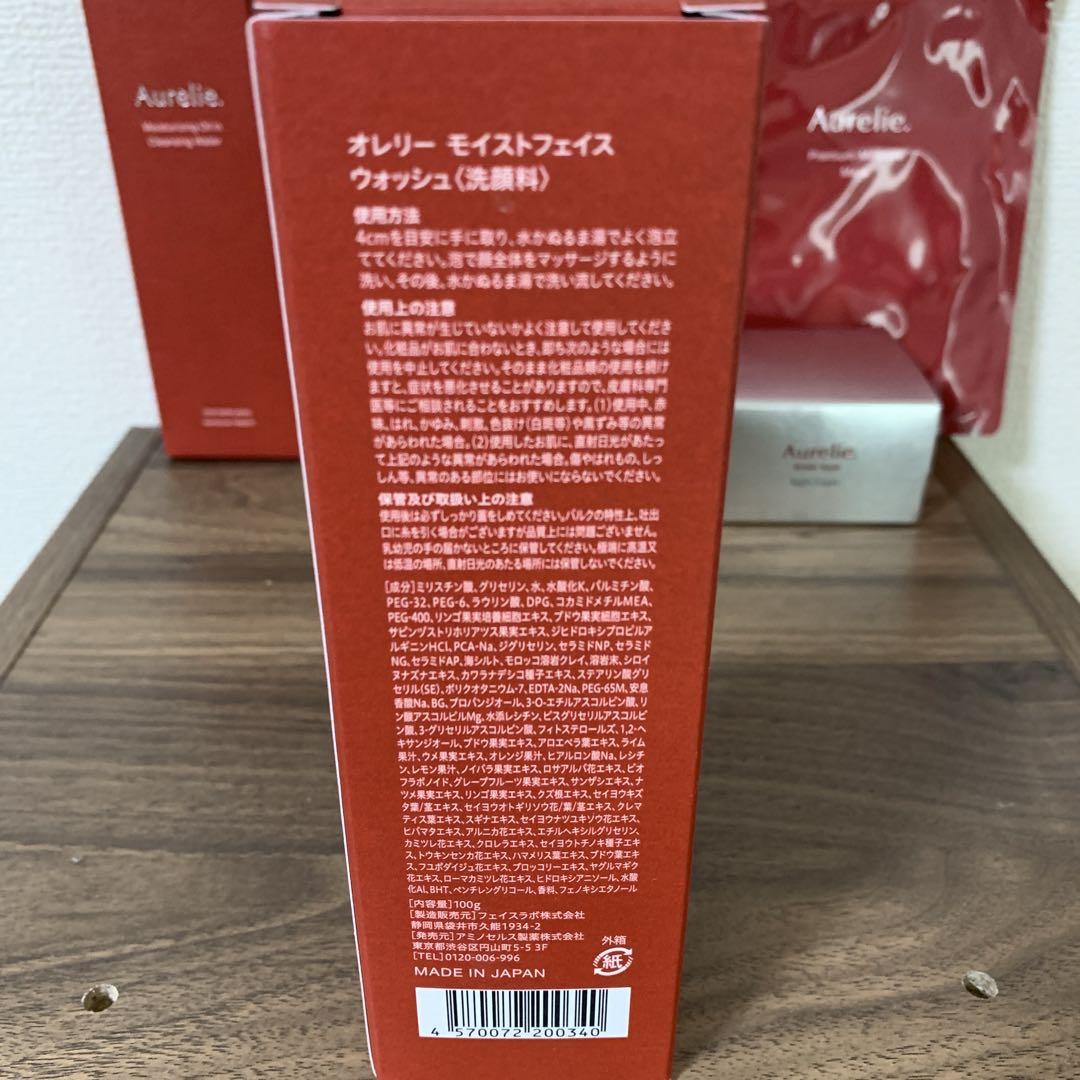 Aurelie.
Moisturizing Oil in
Cleansing Water
Aurelie.
Premium
Aurelie.
Night Cream
オレリー モイストフェイス
ウォッシュ〈洗顔料〉
使用方法
4cmを目安に手に取り、水かぬるま湯でよく泡立
ててください。泡で顔全体をマッサージするように
洗い、その後、水かぬるま湯で洗い流してください。
使用上の注意
お肌に異常が生じていないかよく注意して使用してくださ
い。化粧品がお肌に合わないとき、即ち次のような場合には
使用を中止してください。そのまま化粧品類の使用を続け
ますと、症状を悪化させることがありますので、皮膚科専門
医等にご相談されることをおすすめします。(1)使用中、赤
味、はれ、かゆみ、刺激、色抜け(白斑等)や黒ずみ等の異常
があらわれた場合。(2)使用したお肌に、直射日光があたっ
て上記のような異常があらわれた場合。傷やはれもの、しっ
しん等、異常のある部位にはお使いにならないでください。
保管及び取扱い上の注意
使用後は必ずしっかり蓋をしめてください。バルクの特性上、吐出
口に糸を引く場合がございますが品質上には問題ございません。
乳幼児の手の届かないところに保管してください。極端に高温又
は低温の場所、直射日光のあたる場所には保管しないでください。
[成分]ミリスチン酸、グリセリン、水、水酸化K、パルミチン酸、
PEG-32、PEG-6、ラウリン酸、DPG、コカミドメチルMEA、
PEG-400、リンゴ果実培養細胞エキス、ブドウ果実細胞エキス、
サピンヅストリホリアツス果実エキス、ジヒドロキシプロピルア
ルギニンHCl、PCA-Na、ジグリセリン、セラミドNP、セラミド
NG、セラミドAP、海シルト、モロッコ溶岩クレイ、溶岩末、シロイ
ヌナズナエキス、カワラナデシコ種子エキス、ステアリン酸グリ
セリル(SE)、ポリクオタニウム-7、EDTA-2Na、PEG-65M、安息
香酸Na、BG、プロパンジオール、3-O-エチルアスコルビン酸、リ
ン酸アスコルビルMg、水添レシチン、ビスグリセリルアスコルビ
ン酸、3-グリセリルアスコルビン酸、フィトステロールズ、1,2-ヘ
キサンジオール、ブドウ果実エキス、アロエベラ葉エキス、ライム
果汁、ウメ果実エキス、オレンジ果汁、ヒアルロン酸Na、レシチ
ン、レモン果汁、ノイバラ果実エキス、ロサアルバ花エキス、ビオ
フラボノイド、グレープフルーツ果実エキス、サンザシエキス、ナ
ツメ果実エキス、リンゴ果実エキス、クズ根エキス、セイヨウキズ
タ葉/茎エキス、セイヨウオトギリソウ花/葉/茎エキス、クレマ
ティス葉エキス、スギナエキス、セイヨウナツユキソウ花エキス、
ヒバマタエキス、アルニカ花エキス、エチルヘキシルグリセリン、
カミツレ花エキス、クロレラエキス、セイヨウトチノキ種子エキ
ス、トウキンセンカ花エキス、ハマメリス葉エキス、ブドウ葉エキ
ス、フユボダイジュ花エキス、ブロッコリーエキス、ヤグルマギク
花エキス、ローマカミツレ花エキス、ヒドロキシアニソール、水酸
化Al、BHT、ペンチレングリコール、香料、フェノキシエタノール
[内容量]100g
[製造販売元]フェイスラボ株式会社
静岡県袋井市久能1934-2
[発売元]アミノセルス製薬株式会社
東京都渋谷区円山町5-5 3F
[TEL]0120-006-996
外箱
紙
MADE IN JAPAN
4 570072 200340